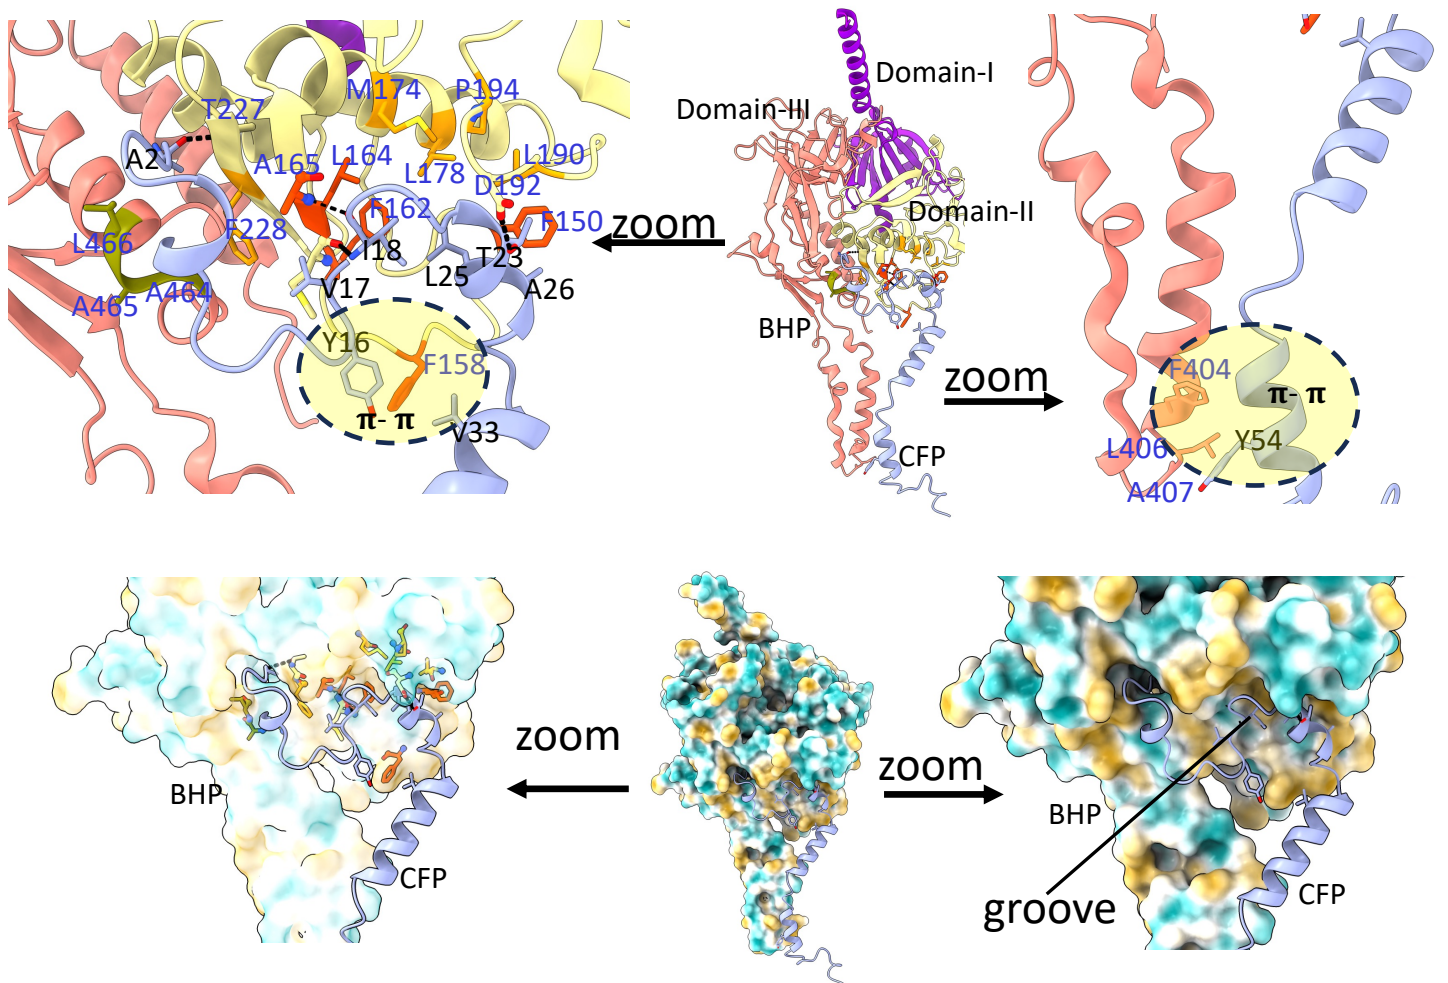 M174
P194
T227
A2
A165
L164
L178
L190
D192
F162
F150
L466
F228
I18
T23
L25
V17
A26
A465
A464
Y16
F158
π- π
V33
zoom
Domain-I
Domain-III
Domain-II
BHP
zoom
CFP
F404
π- π
L406
Y54
A407
BHP
CFP
zoom
zoom
BHP
CFP
groove